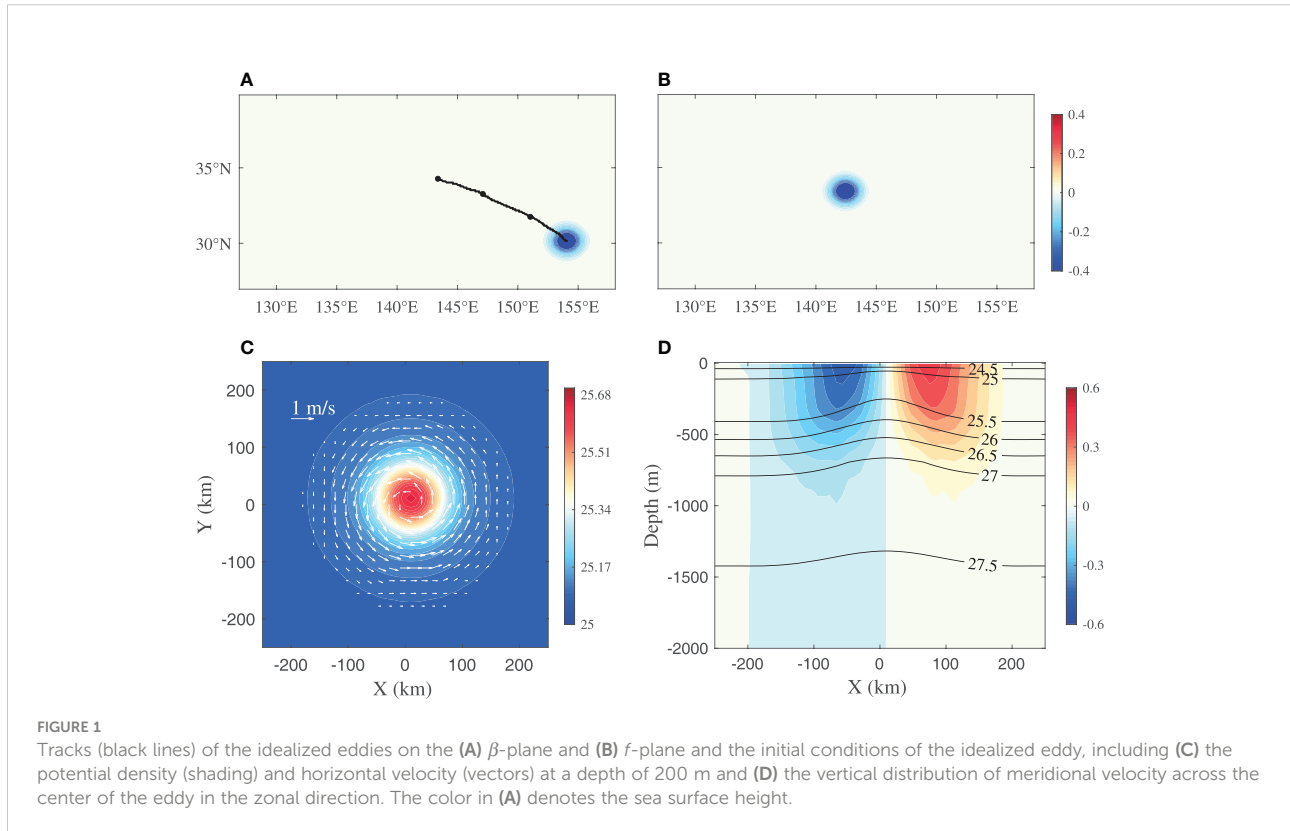 A
B
35°N
30°N
130°E 135°E 140°E 145°E 150°E 155°E
130°E 135°E 140°E 145°E 150°E 155°E
0.4
0.2
0
-0.2
-0.4
C
D
200
100
0
-100
-200
Y (km)
1 m/s
-200 -100 0 100 200
X (km)
25.68
25.51
25.34
25.17
25
0
-500
-1000
-1500
-2000
Depth (m)
24.5
25
25.5
26
26.5
27
27.5
-200 -100 0 100 200
X (km)
0.6
0.3
0
-0.3
-0.6
FIGURE 1
Tracks (black lines) of the idealized eddies on the (A) β-plane and (B) f-plane and the initial conditions of the idealized eddy, including (C) the
potential density (shading) and horizontal velocity (vectors) at a depth of 200 m and (D) the vertical distribution of meridional velocity across the
center of the eddy in the zonal direction. The color in (A) denotes the sea surface height.